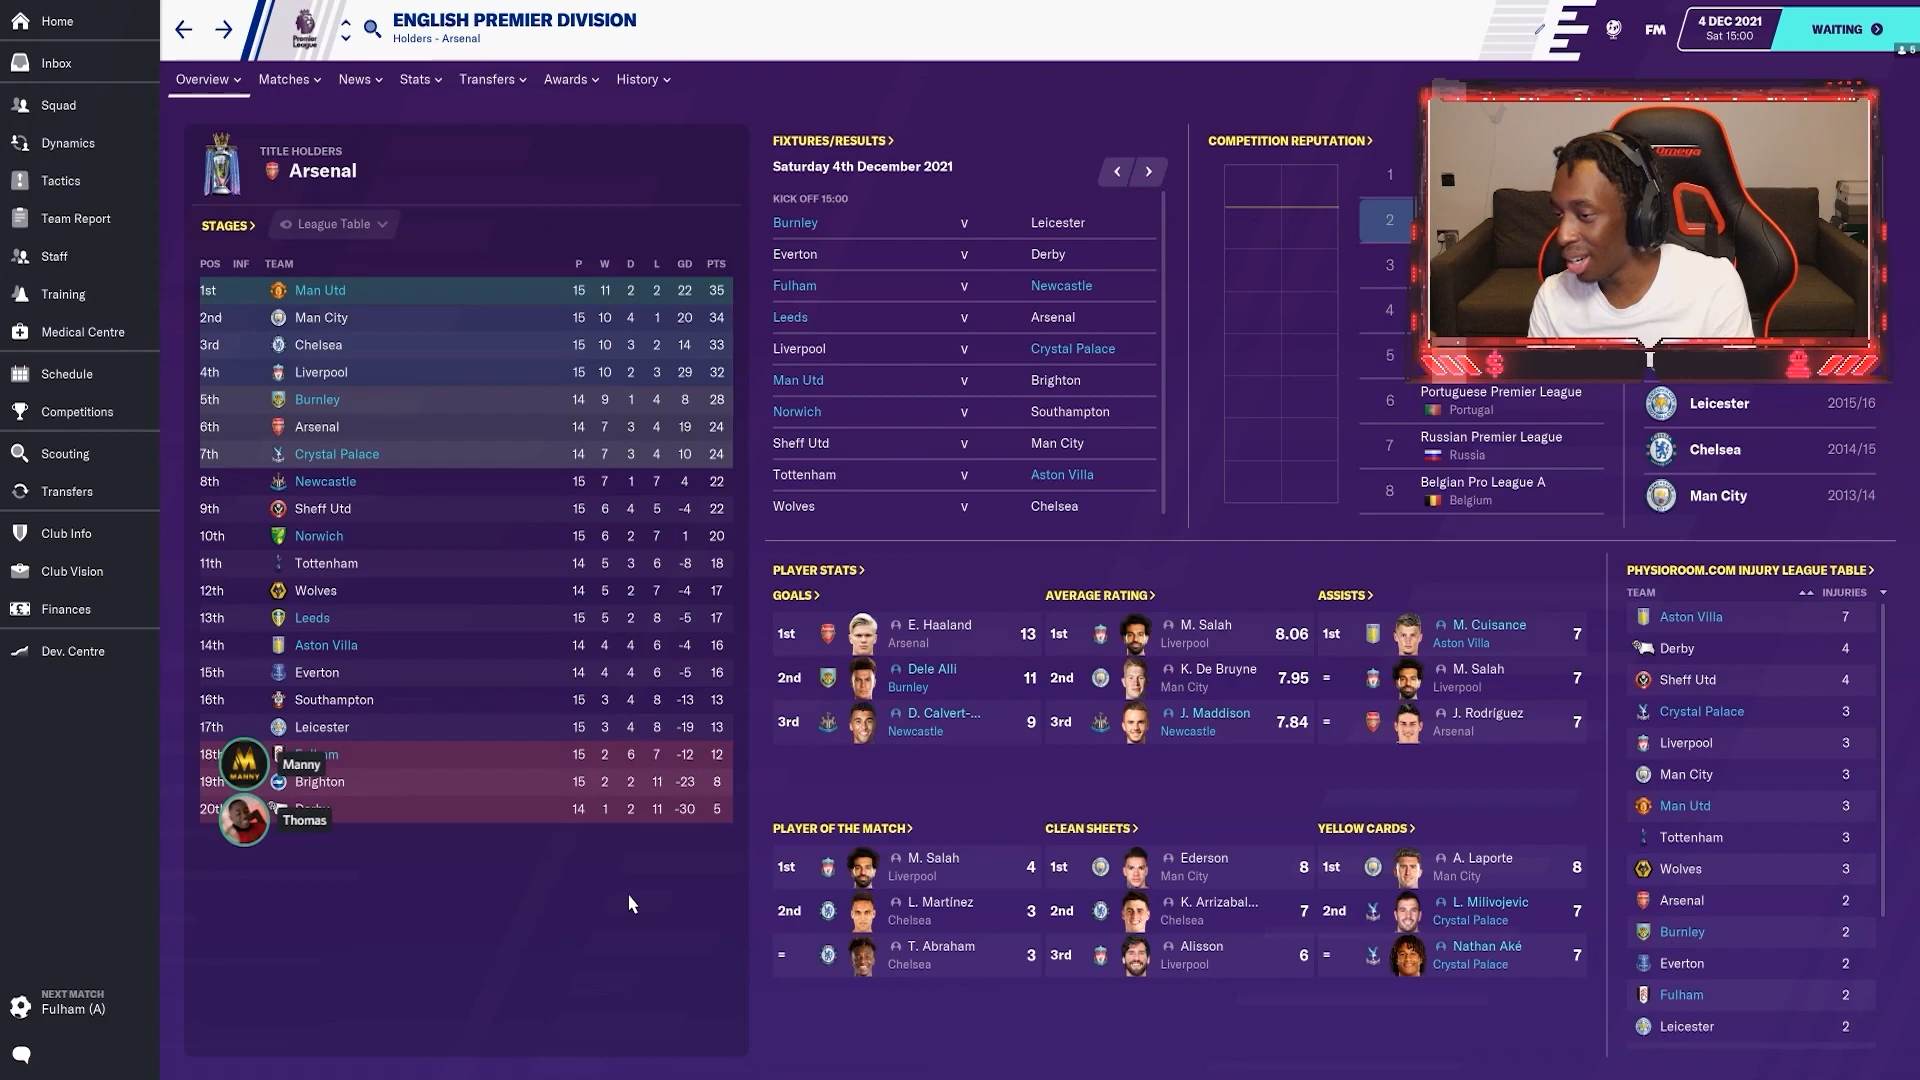 Home
Inbox
Squad
Dynamics
Tactics
Team Report
Staff
Training
Medical Centre
Schedule
Competitions
Scouting
Transfers
Club Info
Club Vision
Finances
Dev. Centre
NEXT MATCH
Fulham (A)
Premier League
ENGLISH PREMIER DIVISION
Holders - Arsenal
FM
4 DEC 2021
Sat 15:00
WAITING
5
Overview Matches News Stats Transfers Awards History
TITLE HOLDERS
Arsenal
STAGES> League Table
POS INF TEAM P W D L GD PTS
1st Man Utd 15 11 2 2 22 35
2nd Man City 15 10 4 1 20 34
3rd Chelsea 15 10 3 2 14 33
4th Liverpool 15 10 2 3 29 32
5th Burnley 14 9 1 4 8 28
6th Arsenal 14 7 3 4 19 24
7th Crystal Palace 14 7 3 4 10 24
8th Newcastle 15 7 1 7 4 22
9th Sheff Utd 15 6 4 5 -4 22
10th Norwich 15 6 2 7 1 20
11th Tottenham 14 5 3 6 -8 18
12th Wolves 14 5 2 7 -4 17
13th Leeds 15 5 2 8 -5 17
14th Aston Villa 14 4 4 6 -4 16
15th Everton 14 4 4 6 -5 16
16th Southampton 15 3 4 8 -13 13
17th Leicester 15 3 4 8 -19 13
18th 15 2 6 7 -12 12
MANNY Manny
19th Brighton 15 2 2 11 -23 8
14 1 2 11 -30 5
Thomas
FIXTURES/RESULTS>
Saturday 4th December 2021
KICK OFF 15:00
Burnley v Leicester
Everton v Derby
Fulham v Newcastle
Leeds v Arsenal
Liverpool v Crystal Palace
Man Utd v Brighton
Norwich v Southampton
Sheff Utd v Man City
Tottenham v Aston Villa
Wolves v Chelsea
COMPETITION REPUTATION>
1
2
3
4
5
6 Portuguese Premier League
Portugal
7 Russian Premier League
Russia
8 Belgian Pro League A
Belgium
Omega
Leicester 2015/16
Chelsea 2014/15
Man City 2013/14
PLAYER STATS>
GOALS>
1st E. Haaland 13
Arsenal
2nd Dele Alli 11
Burnley
3rd D. Calvert-... 9
Newcastle
AVERAGE RATING>
1st M. Salah 8.06
Liverpool
2nd K. De Bruyne 7.95
Man City
3rd J. Maddison 7.84
Newcastle
ASSISTS>
1st M. Cuisance 7
Aston Villa
= M. Salah 7
Liverpool
= J. Rodríguez 7
Arsenal
PLAYER OF THE MATCH>
1st M. Salah 4
Liverpool
2nd L. Martínez 3
Chelsea
= T. Abraham 3
Chelsea
CLEAN SHEETS>
1st Ederson 8
Man City
2nd K. Arrizabal... 7
Chelsea
3rd Alisson 6
Liverpool
YELLOW CARDS>
1st A. Laporte 8
Man City
2nd L. Milivojevic 7
Crystal Palace
= Nathan Aké 7
Crystal Palace
PHYSIOROOM.COM INJURY LEAGUE TABLE>
TEAM INJURIES
Aston Villa 7
Derby 4
Sheff Utd 4
Crystal Palace 3
Liverpool 3
Man City 3
Man Utd 3
Tottenham 3
Wolves 3
Arsenal 2
Burnley 2
Everton 2
Fulham 2
Leicester 2